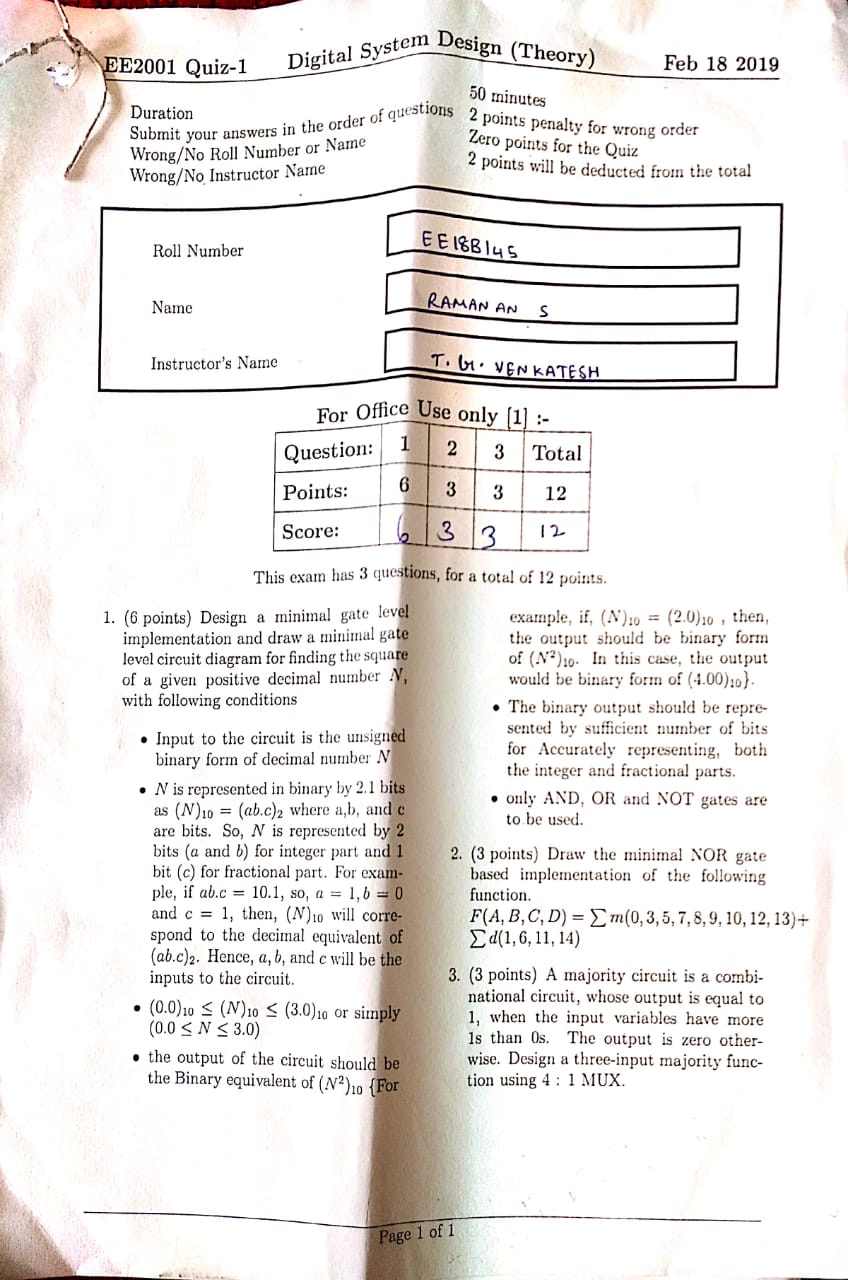 EE2001 Quiz-1 Digital System Design (Theory) Feb 18 2019
Duration 50 minutes
Submit your answers in the order of questions 2 points penalty for wrong order
Wrong/No Roll Number or Name Zero points for the Quiz
Wrong/No Instructor Name 2 points will be deducted from the total
Roll Number EE18B145
Name RAMANAN S
Instructor's Name T. G. VENKATESH
For Office Use only [1] :-
Question: 1 2 3 Total
Points: 6 3 3 12
Score: 6 3 3 12
This exam has 3 questions, for a total of 12 points.
1. (6 points) Design a minimal gate level
implementation and draw a minimal gate
level circuit diagram for finding the square
of a given positive decimal number N,
with following conditions
• Input to the circuit is the unsigned
binary form of decimal number N
• N is represented in binary by 2.1 bits
as (N)₁₀ = (ab.c)₂ where a,b, and c
are bits. So, N is represented by 2
bits (a and b) for integer part and 1
bit (c) for fractional part. For exam-
ple, if ab.c = 10.1, so, a = 1, b = 0
and c = 1, then, (N)₁₀ will corre-
spond to the decimal equivalent of
(ab.c)₂. Hence, a, b, and c will be the
inputs to the circuit.
• (0.0)₁₀ ≤ (N)₁₀ ≤ (3.0)₁₀ or simply
(0.0 ≤ N ≤ 3.0)
• the output of the circuit should be
the Binary equivalent of (N²)₁₀ {For
example, if, (N)₁₀ = (2.0)₁₀ , then,
the output should be binary form
of (N²)₁₀. In this case, the output
would be binary form of (4.00)₁₀}.
• The binary output should be repre-
sented by sufficient number of bits
for Accurately representing, both
the integer and fractional parts.
• only AND, OR and NOT gates are
to be used.
2. (3 points) Draw the minimal NOR gate
based implementation of the following
function.
F(A, B, C, D) = ∑ m(0, 3, 5, 7, 8, 9, 10, 12, 13)+
∑ d(1, 6, 11, 14)
3. (3 points) A majority circuit is a combi-
national circuit, whose output is equal to
1, when the input variables have more
1s than 0s. The output is zero other-
wise. Design a three-input majority func-
tion using 4 : 1 MUX.
Page 1 of 1